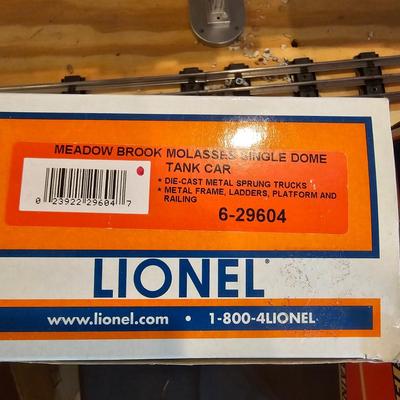 MEADOW BROOK MOLASSES SINGLE DOME
TANK CAR
* DIE-CAST METAL SPRUNG TRUCKS
* METAL FRAME, LADDERS, PLATFORM AND
RAILING
0 23922 29604 7
6-29604
LIONEL®
www.lionel.com • 1-800-4LIONEL